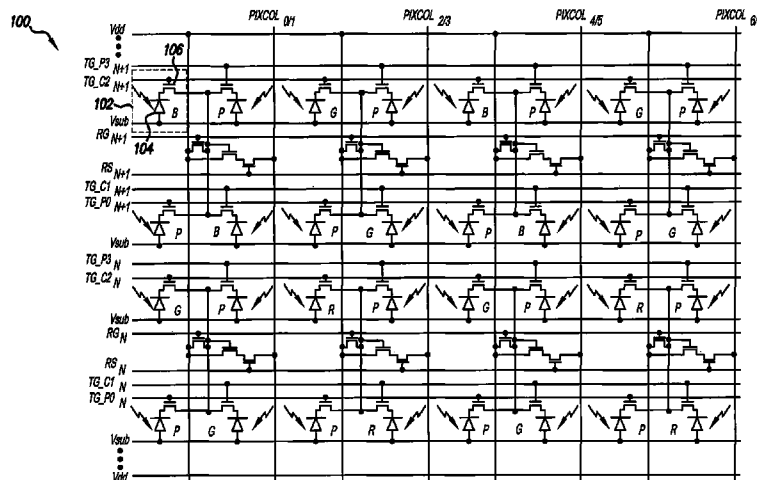 100
Vdd
PIXCOL 0/1
PIXCOL 2/3
PIXCOL 4/5
PIXCOL 6/
106
TG_P3 N+1
TG_C2 N+1
102
B P G P B P G P
Vsub
104
RG N+1
RS N+1
TG_C1 N+1
TG_P0 N+1
P B P G P B P G
Vsub
TG_P3 N
TG_C2 N
G P R P G P R P
Vsub
RG N
RS N
TG_C1 N
TG_P0 N
P G P R P G P R
Vsub
Vdd